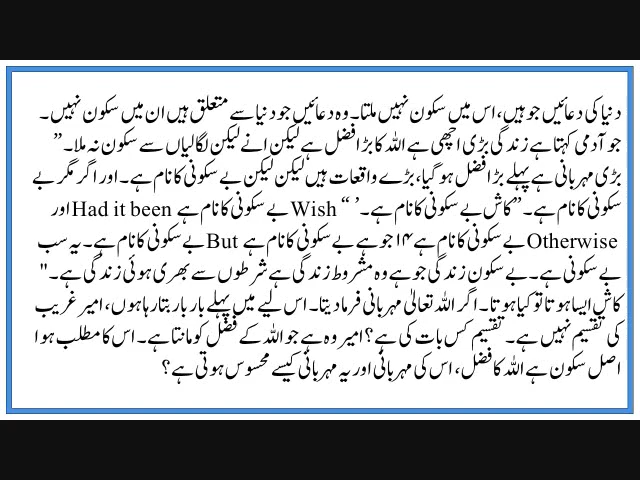 دنیا کی دعائیں جو ہیں، اس میں سکون نہیں ملتا۔ وہ دعائیں جو دنیا سے متعلق ہیں ان میں سکون نہیں۔
جو آدمی کہتا ہے زندگی بڑی اچھی ہے اللہ کا بڑا فضل ہے لیکن انے لیکن لگا لیاں سے سکون نہ ملا۔”
بڑی مہربانی ہے پہلے بڑا فضل ہو گیا، بڑے واقعات ہیں لیکن لیکن بے سکونی کا نام ہے۔ اور اگر مگر بے
سکونی کا نام ہے۔ ”کاش بے سکونی کا نام ہے۔’ “ Wish بے سکونی کا نام ہے Had it been اور
Otherwise بے سکونی کا نام ہے ۱۴ جو ہے بے سکونی کا نام ہے But بے سکونی کا نام ہے۔ یہ سب
بے سکونی ہے۔ بے سکون زندگی جو ہے وہ مشروط زندگی ہے شرطوں سے بھری ہوئی زندگی ہے۔"
کاش ایسا ہوتا تو کیا ہوتا۔ اگر اللہ تعالیٰ مہربانی فرما دیتا۔ اس لیے میں پہلے بار بار بتا رہا ہوں، امیر غریب
کی تقسیم نہیں ہے۔ تقسیم کس بات کی ہے؟ امیر وہ ہے جو اللہ کے فضل کو مانتا ہے۔ اس کا مطلب ہوا
اصل سکون ہے اللہ کا فضل، اس کی مہربانی اور یہ مہربانی کیسے محسوس ہوتی ہے؟